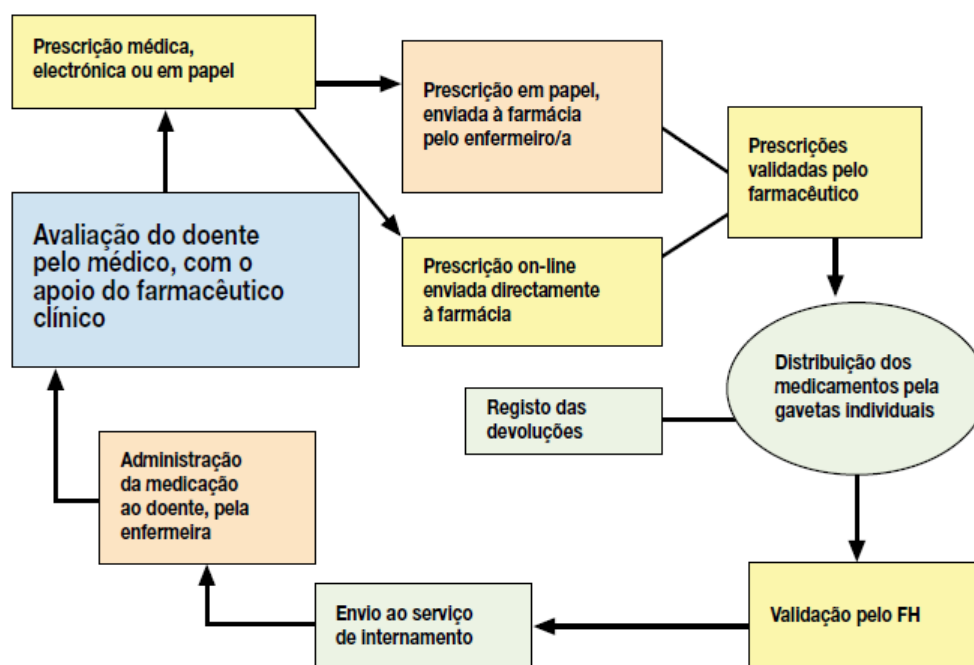 Prescrição médica,
electrónica ou em papel
Prescrição em papel,
enviada à farmácia
pelo enfermeiro/a
Prescrições
validadas pelo
farmacêutico
Avaliação do doente
pelo médico, com o
apoio do farmacêutico
clínico
Prescrição on-line
enviada directamente
à farmácia
Distribuição dos
medicamentos pela
gavetas individuais
Registo das
devoluções
Administração
da medicação
ao doente, pela
enfermeira
Envio ao serviço
de internamento
Validação pelo FH